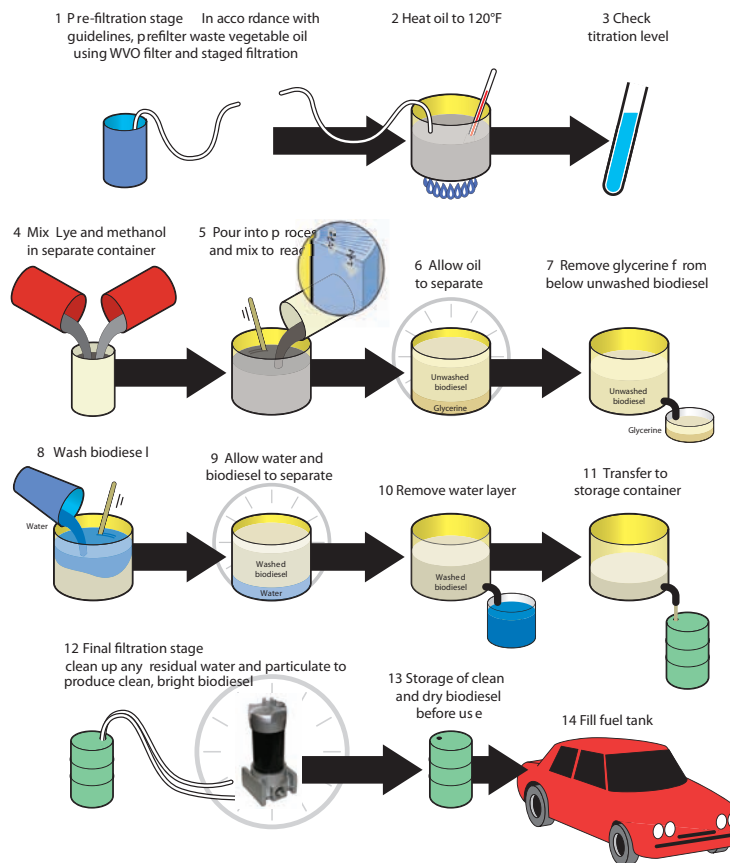 1 Pre-filtration stage In acco rdance with
guidelines, prefilter waste vegetable oil
using WVO filter and staged filtration
2 Heat oil to 120°F
3 Check
titration level
4 Mix Lye and methanol
in separate container
5 Pour into p roces
and mix to reac
6 Allow oil
to separate
7 Remove glycerine f rom
below unwashed biodiesel
Unwashed
biodiesel
Glycerine
Unwashed
biodiesel
Glycerine
8 Wash biodiese l
Water
9 Allow water and
biodiesel to separate
Washed
biodiesel
Water
10 Remove water layer
Washed
biodiesel
11 Transfer to
storage container
12 Final filtration stage
clean up any residual water and particulate to
produce clean, bright biodiesel
13 Storage of clean
and dry biodiesel
before us e
14 Fill fuel tank